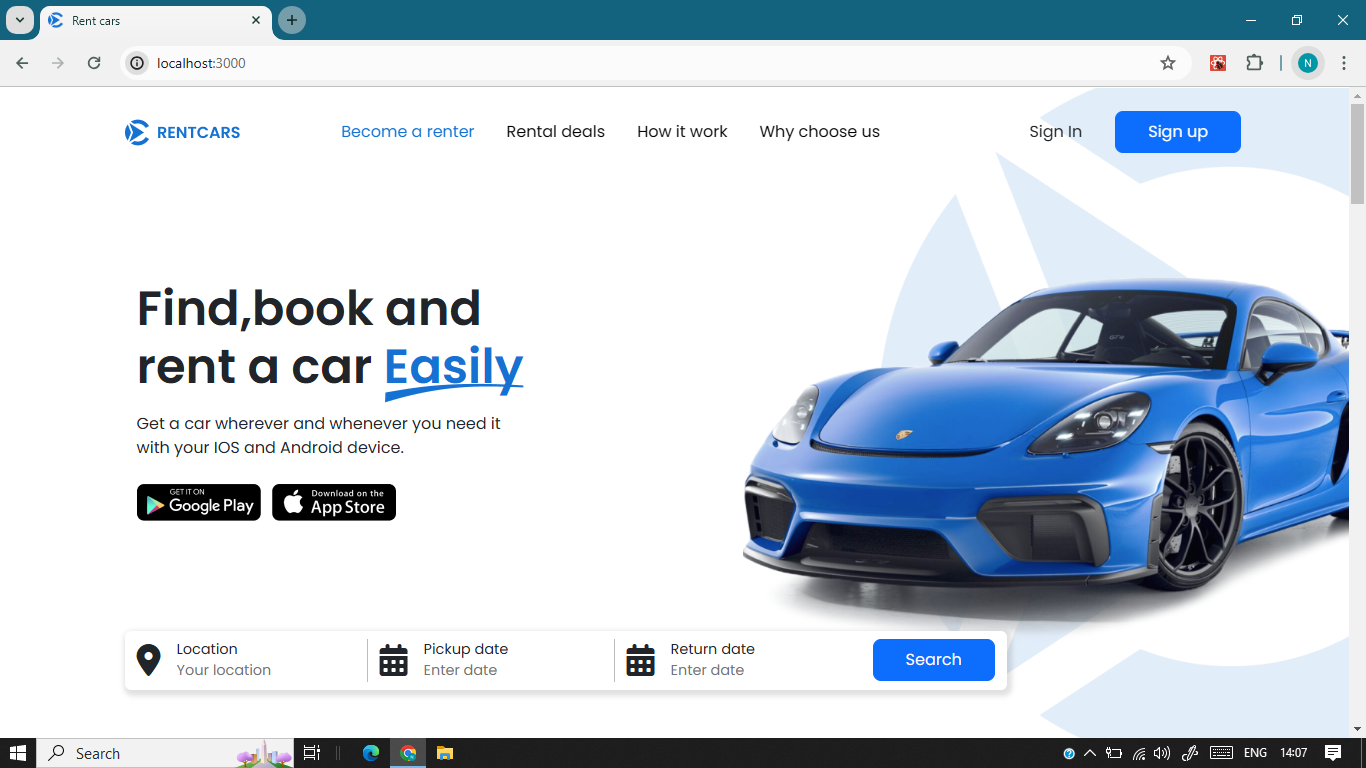 Rent cars
localhost:3000
N
RENTCARS
Become a renter
Rental deals
How it work
Why choose us
Sign In
Sign up
Find,book and
rent a car Easily
Get a car wherever and whenever you need it
with your IOS and Android device.
GET IT ON
Google Play
Download on the
App Store
Location
Your location
Pickup date
Enter date
Return date
Enter date
Search
Search
ENG
14:07